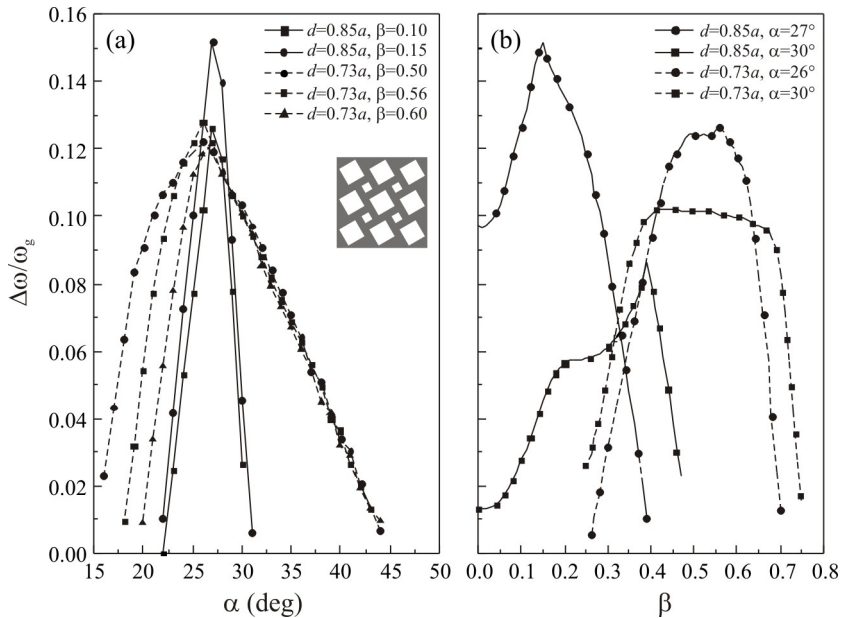 (a)
d=0.85a, β=0.10
d=0.85a, β=0.15
d=0.73a, β=0.50
d=0.73a, β=0.56
d=0.73a, β=0.60
(b)
d=0.85a, α=27°
d=0.85a, α=30°
d=0.73a, α=26°
d=0.73a, α=30°
0.16
0.14
0.12
0.10
0.08
0.06
0.04
0.02
0.00
Δω/ω_g
15 20 25 30 35 40 45 50
α (deg)
0.0 0.1 0.2 0.3 0.4 0.5 0.6 0.7 0.8
β